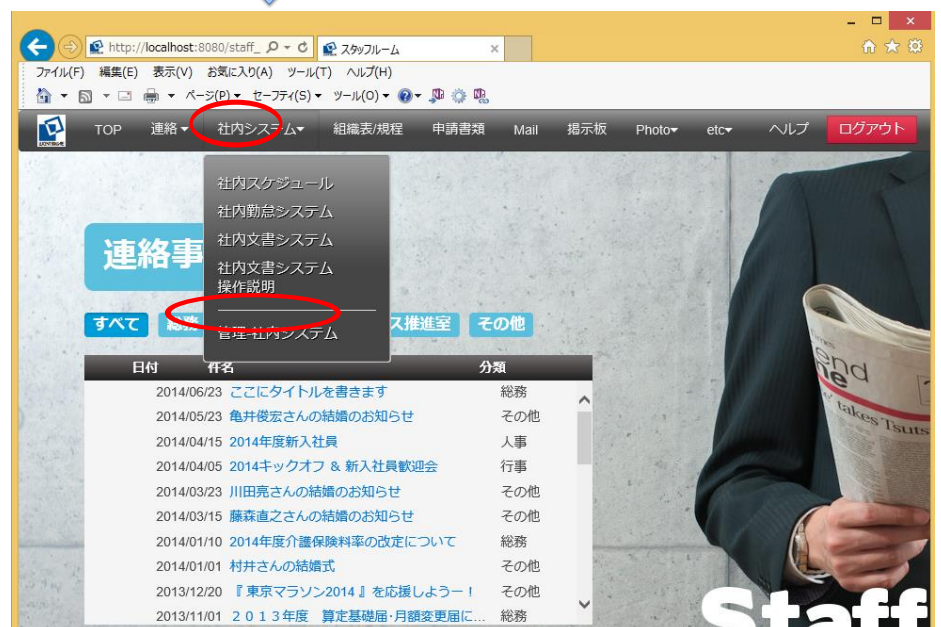 http://localhost:8080/staff_
スタッフルーム
ファイル(F) 編集(E) 表示(V) お気に入り(A) ツール(T) ヘルプ(H)
ページ(P) セーフティ(S) ツール(O)
TOP 連絡 社内システム 組織表/規程 申請書類 Mail 掲示板 Photo etc ヘルプ ログアウト
社内スケジュール
社内勤怠システム
社内文書システム
社内文書システム
操作説明
管理-社内システム
連絡事
すべて 総務 ス推進室 その他
日付 件名 分類
2014/06/23 ここにタイトルを書きます 総務
2014/05/23 亀井俊宏さんの結婚のお知らせ その他
2014/04/15 2014年度新入社員 人事
2014/04/05 2014キックオフ & 新入社員歓迎会 行事
2014/03/23 川田亮さんの結婚のお知らせ その他
2014/03/15 藤森直之さんの結婚のお知らせ その他
2014/01/10 2014年度介護保険料率の改定について 総務
2014/01/01 村井さんの結婚式 その他
2013/12/20 『東京マラソン2014』を応援しようー！ その他
2013/11/01 ２０１３年度 算定基礎届・月額変更届に... 総務
end
takes Tsuts
Staff